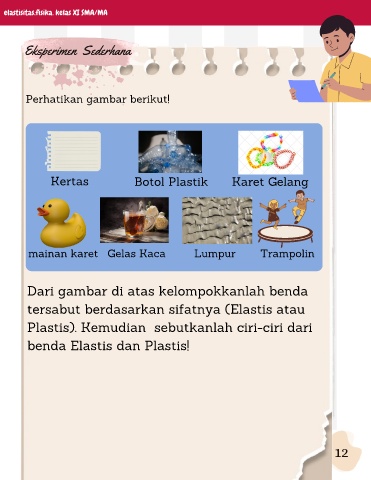 elastisitas.fisika. kelas XI SMA/MA
Eksperimen Sederhana
Perhatikan gambar berikut!
Kertas Botol Plastik Karet Gelang
mainan karet Gelas Kaca Lumpur Trampolin
Dari gambar di atas kelompokkanlah benda
tersabut berdasarkan sifatnya (Elastis atau
Plastis). Kemudian sebutkanlah ciri-ciri dari
benda Elastis dan Plastis!
12